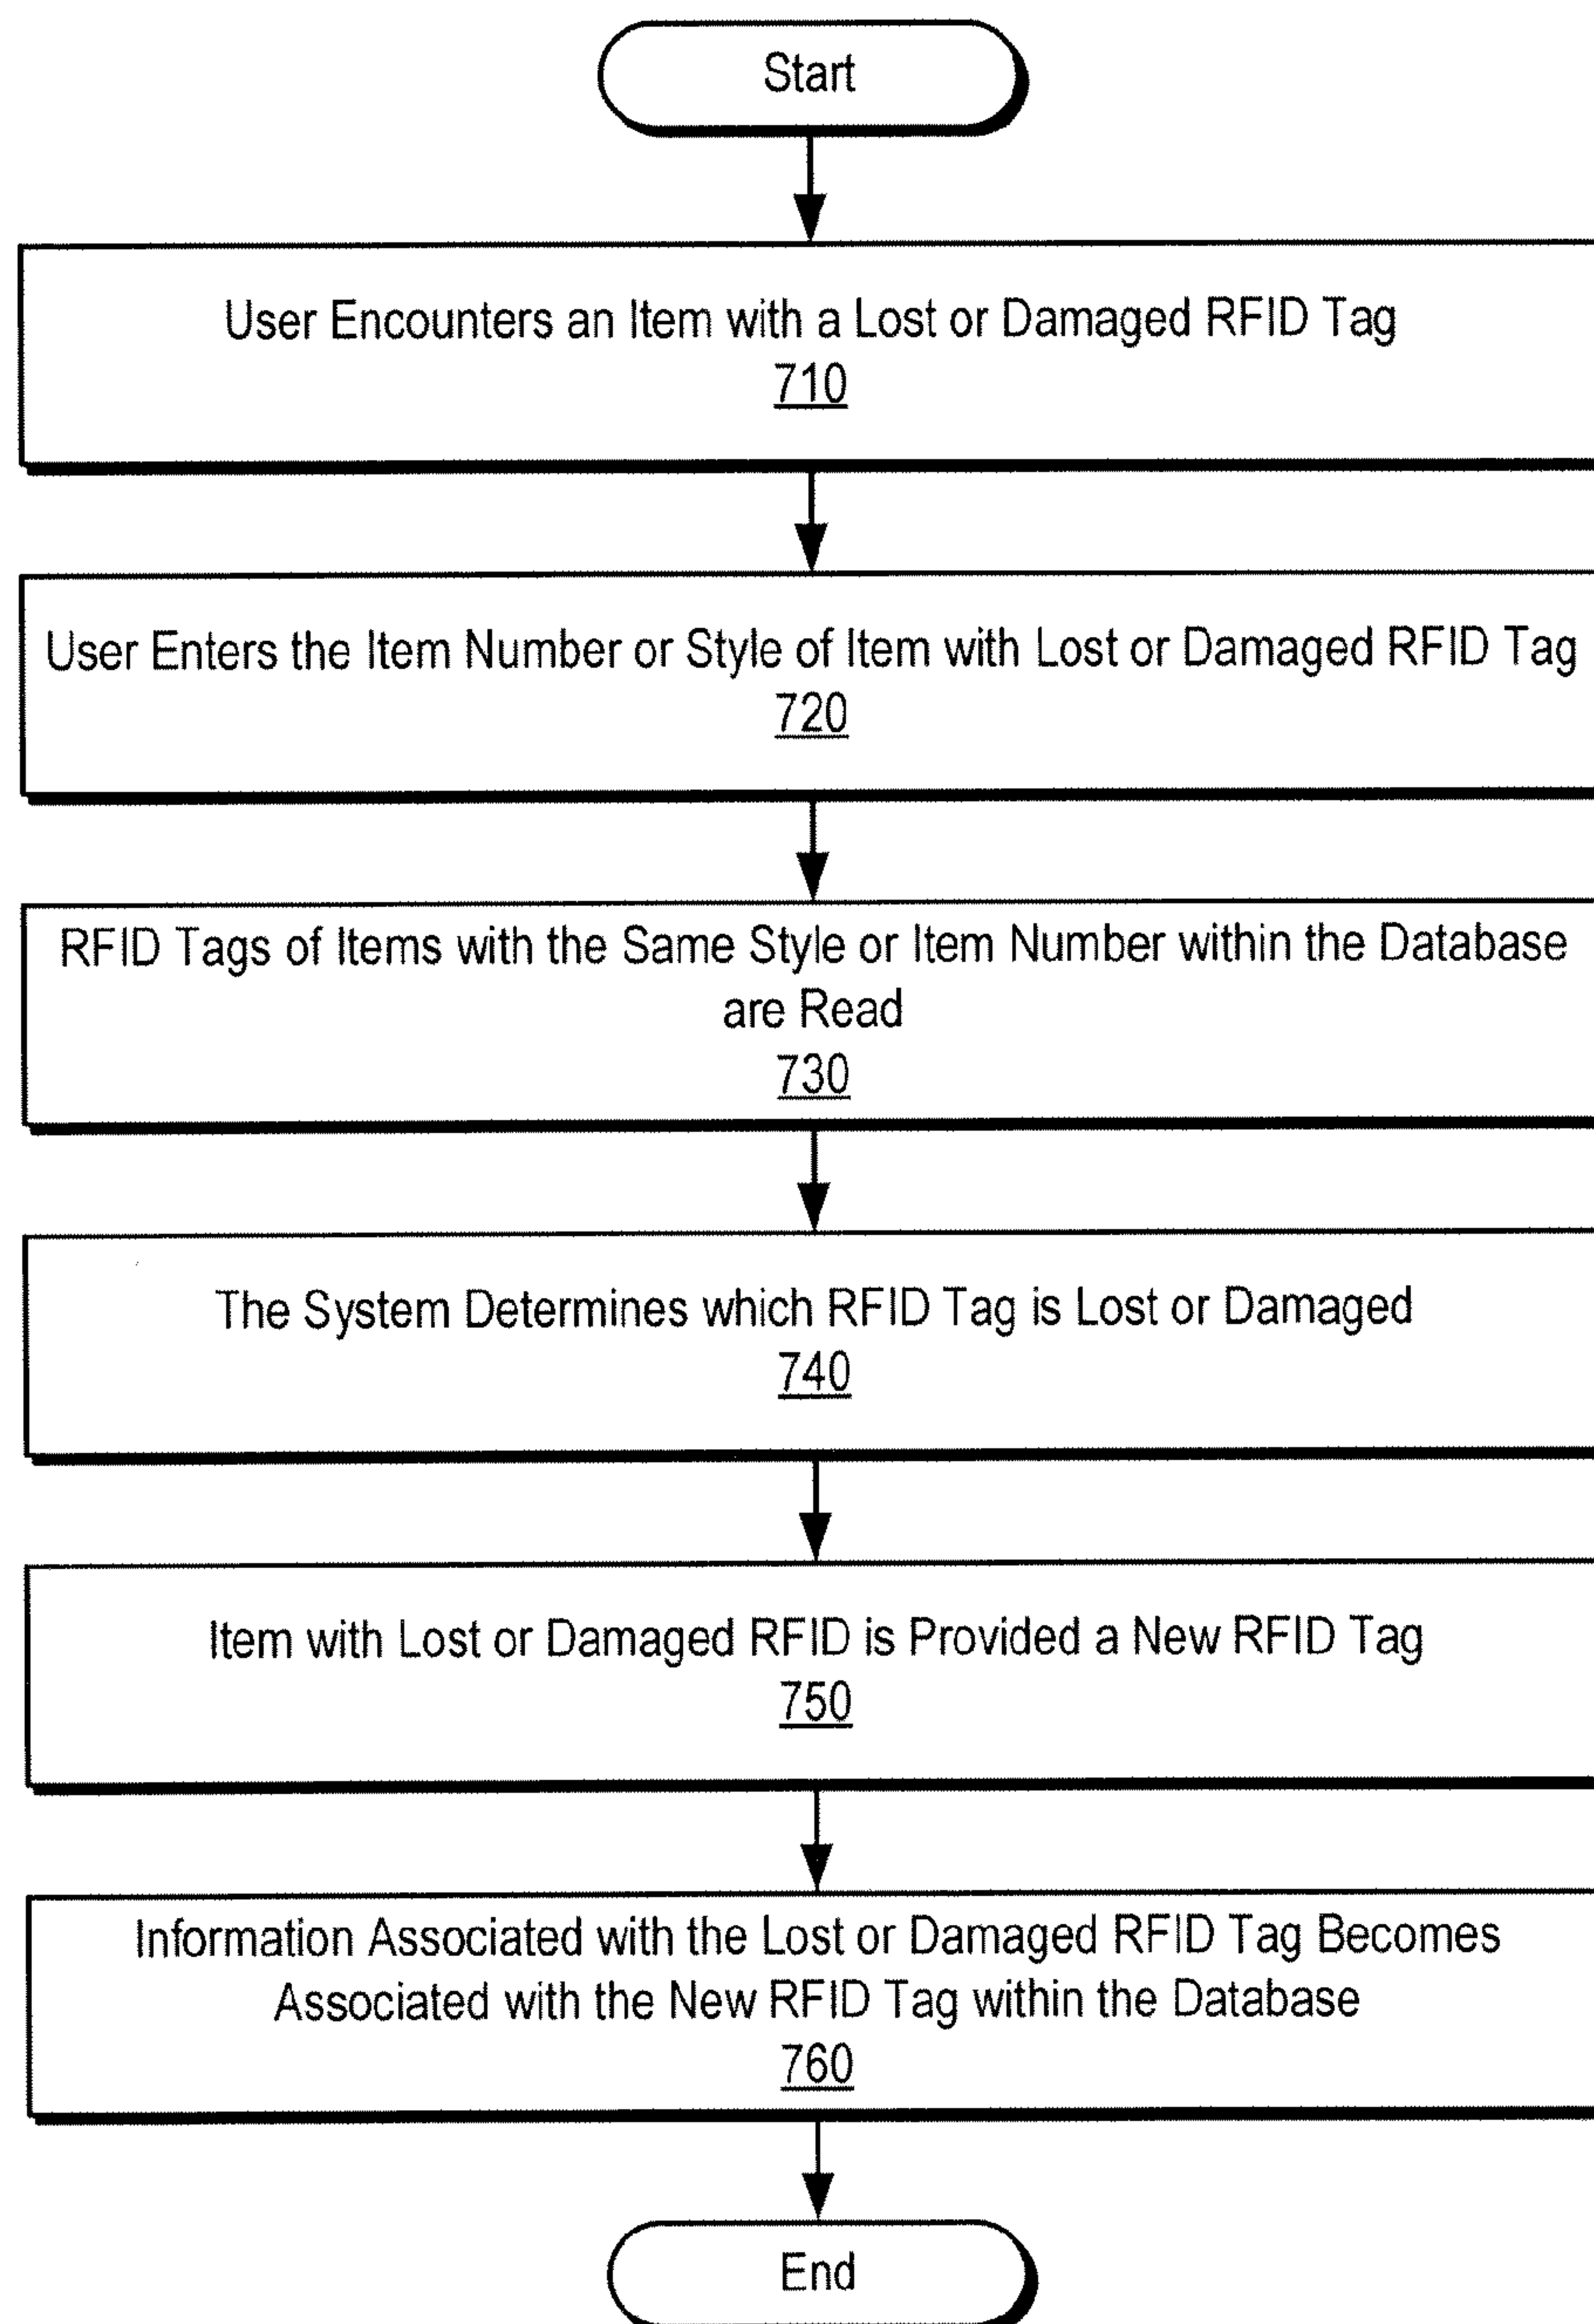 Start
User Encounters an Item with a Lost or Damaged RFID Tag
710
User Enters the Item Number or Style of Item with Lost or Damaged RFID Tag
720
RFID Tags of Items with the Same Style or Item Number within the Database
are Read
730
The System Determines which RFID Tag is Lost or Damaged
740
Item with Lost or Damaged RFID is Provided a New RFID Tag
750
Information Associated with the Lost or Damaged RFID Tag Becomes
Associated with the New RFID Tag within the Database
760
End